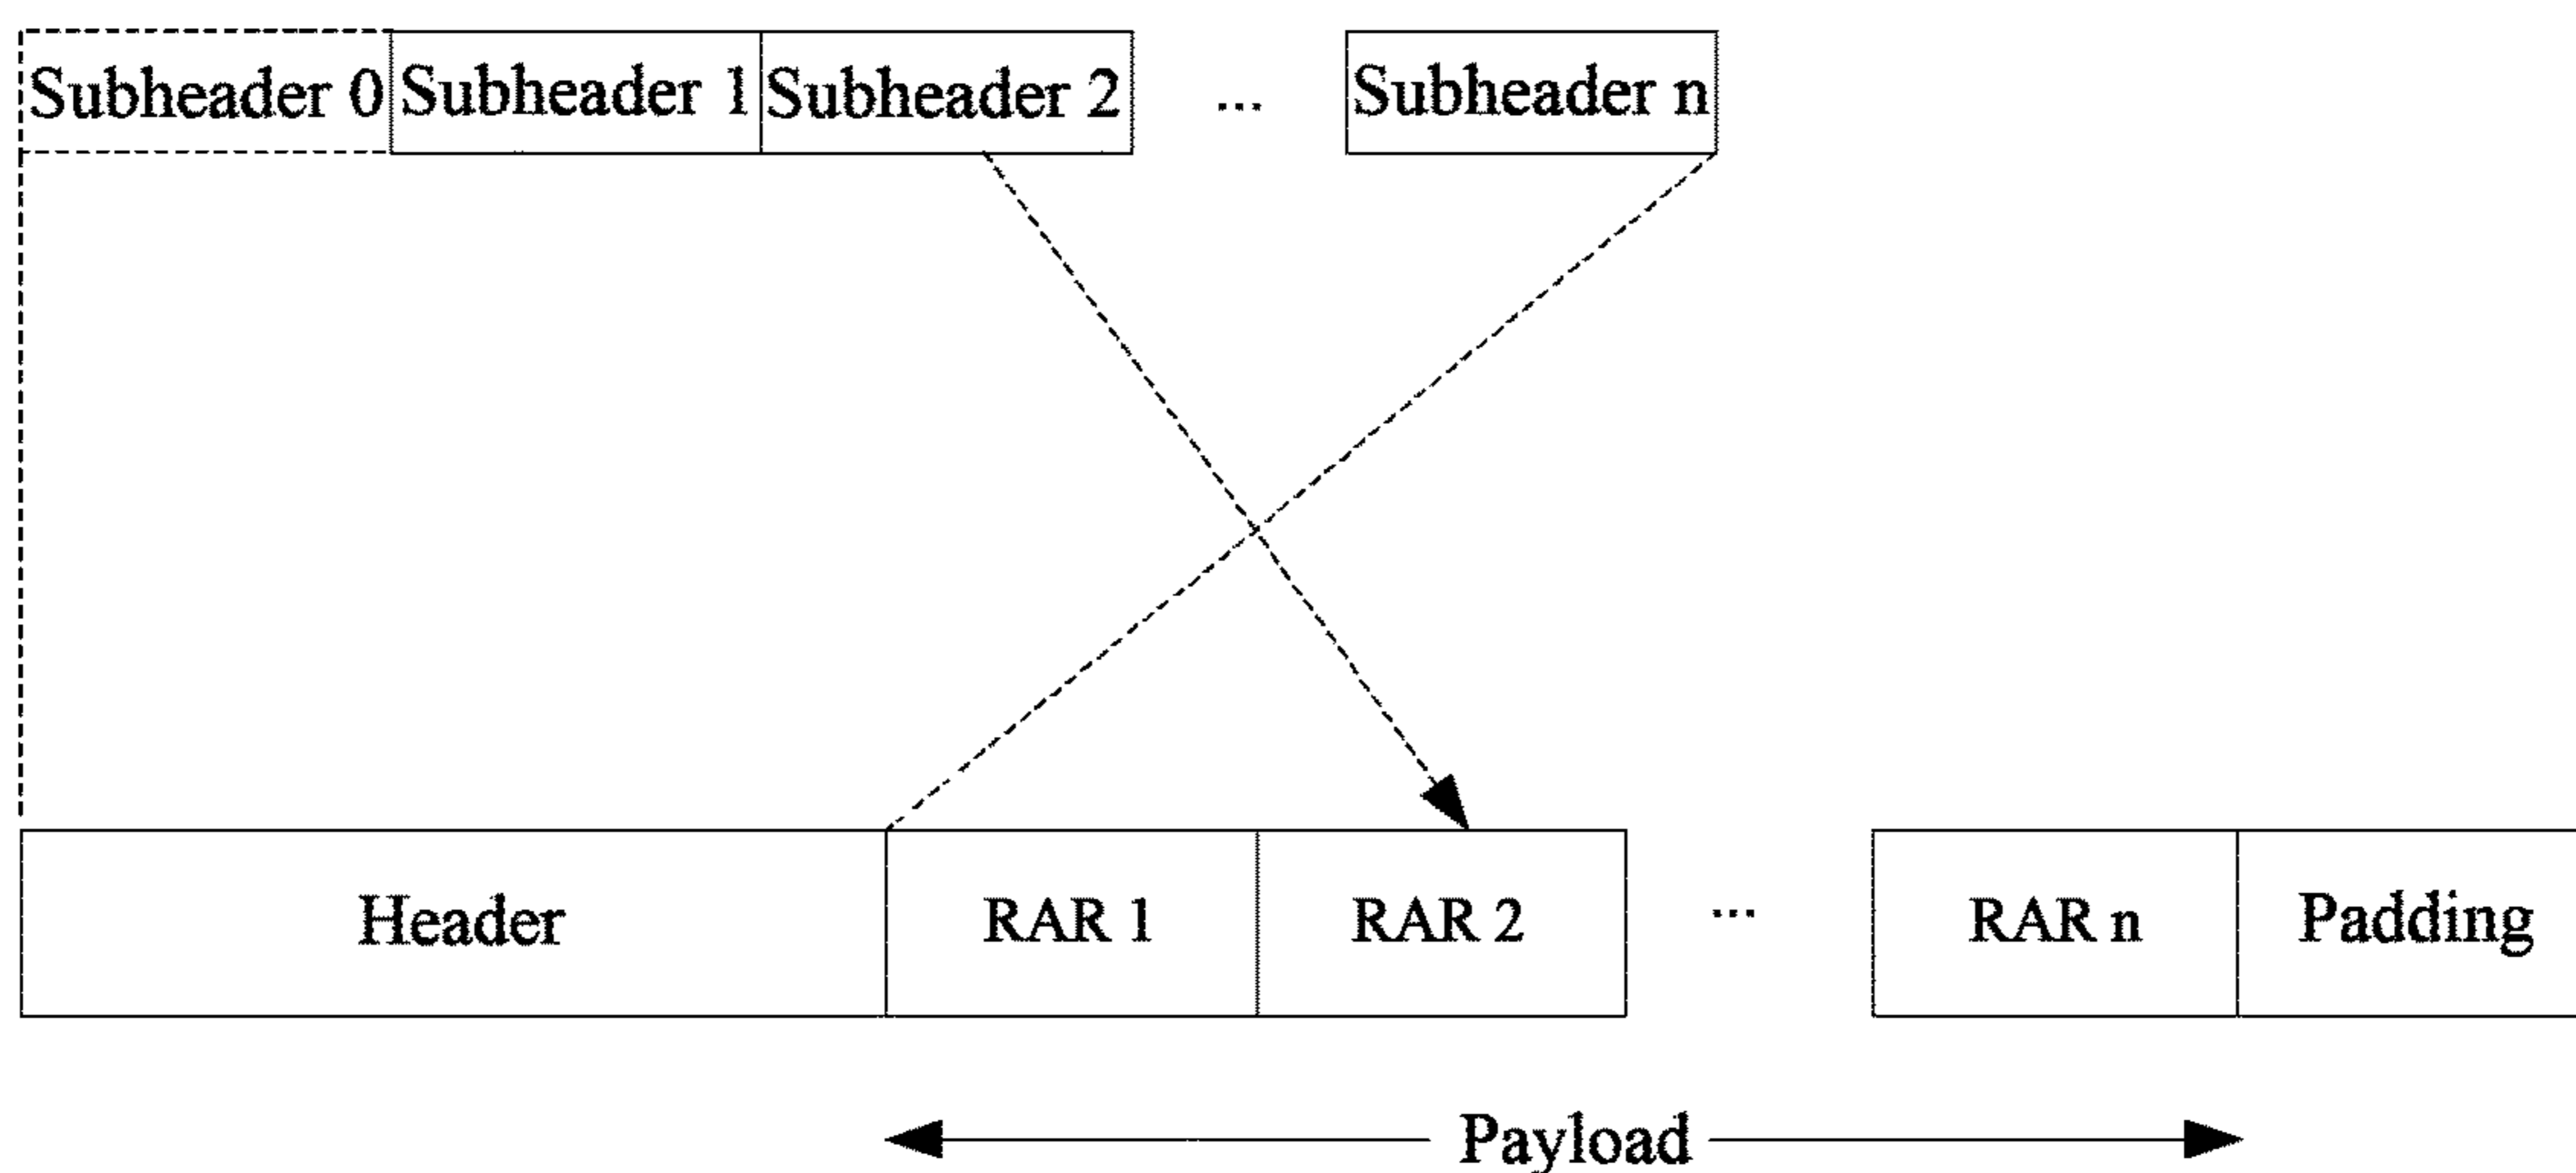 Subheader 0 Subheader 1 Subheader 2 ... Subheader n
Header RAR 1 RAR 2 ... RAR n Padding
Payload